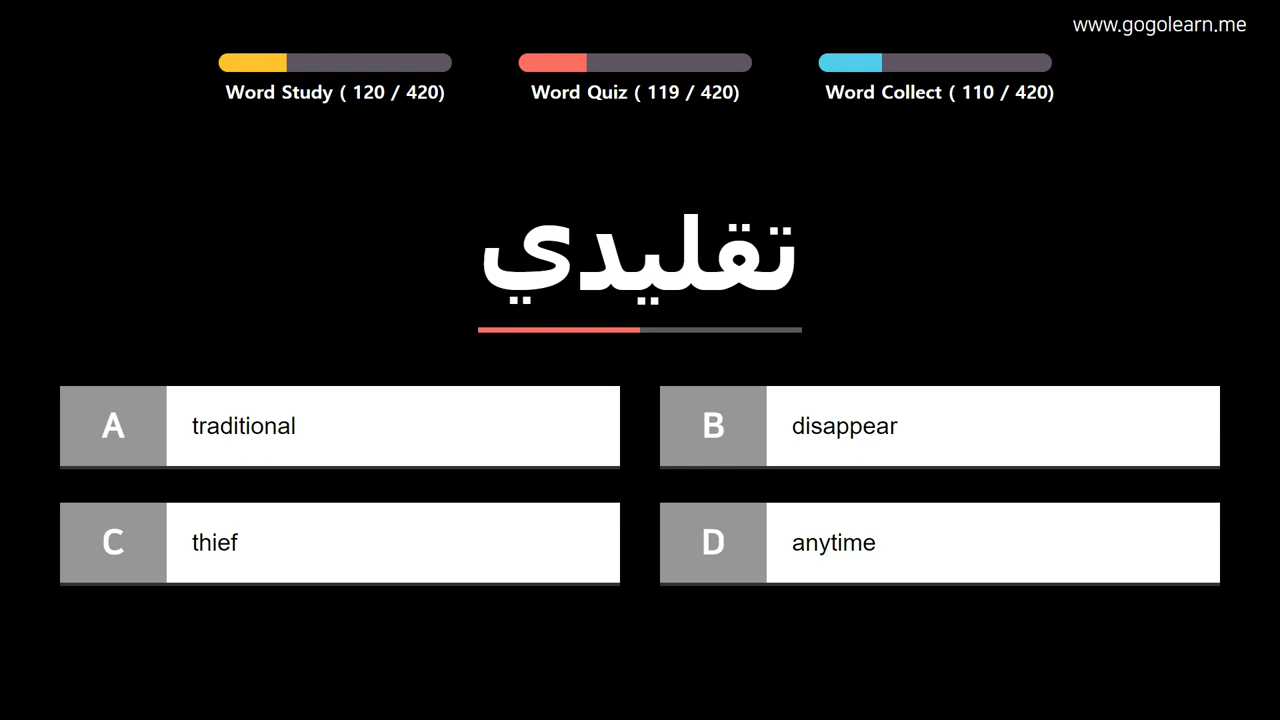 www.gogolearn.me
Word Study ( 120 / 420)
Word Quiz ( 119 / 420)
Word Collect ( 110 / 420)
تقليدي
A traditional
B disappear
C thief
D anytime